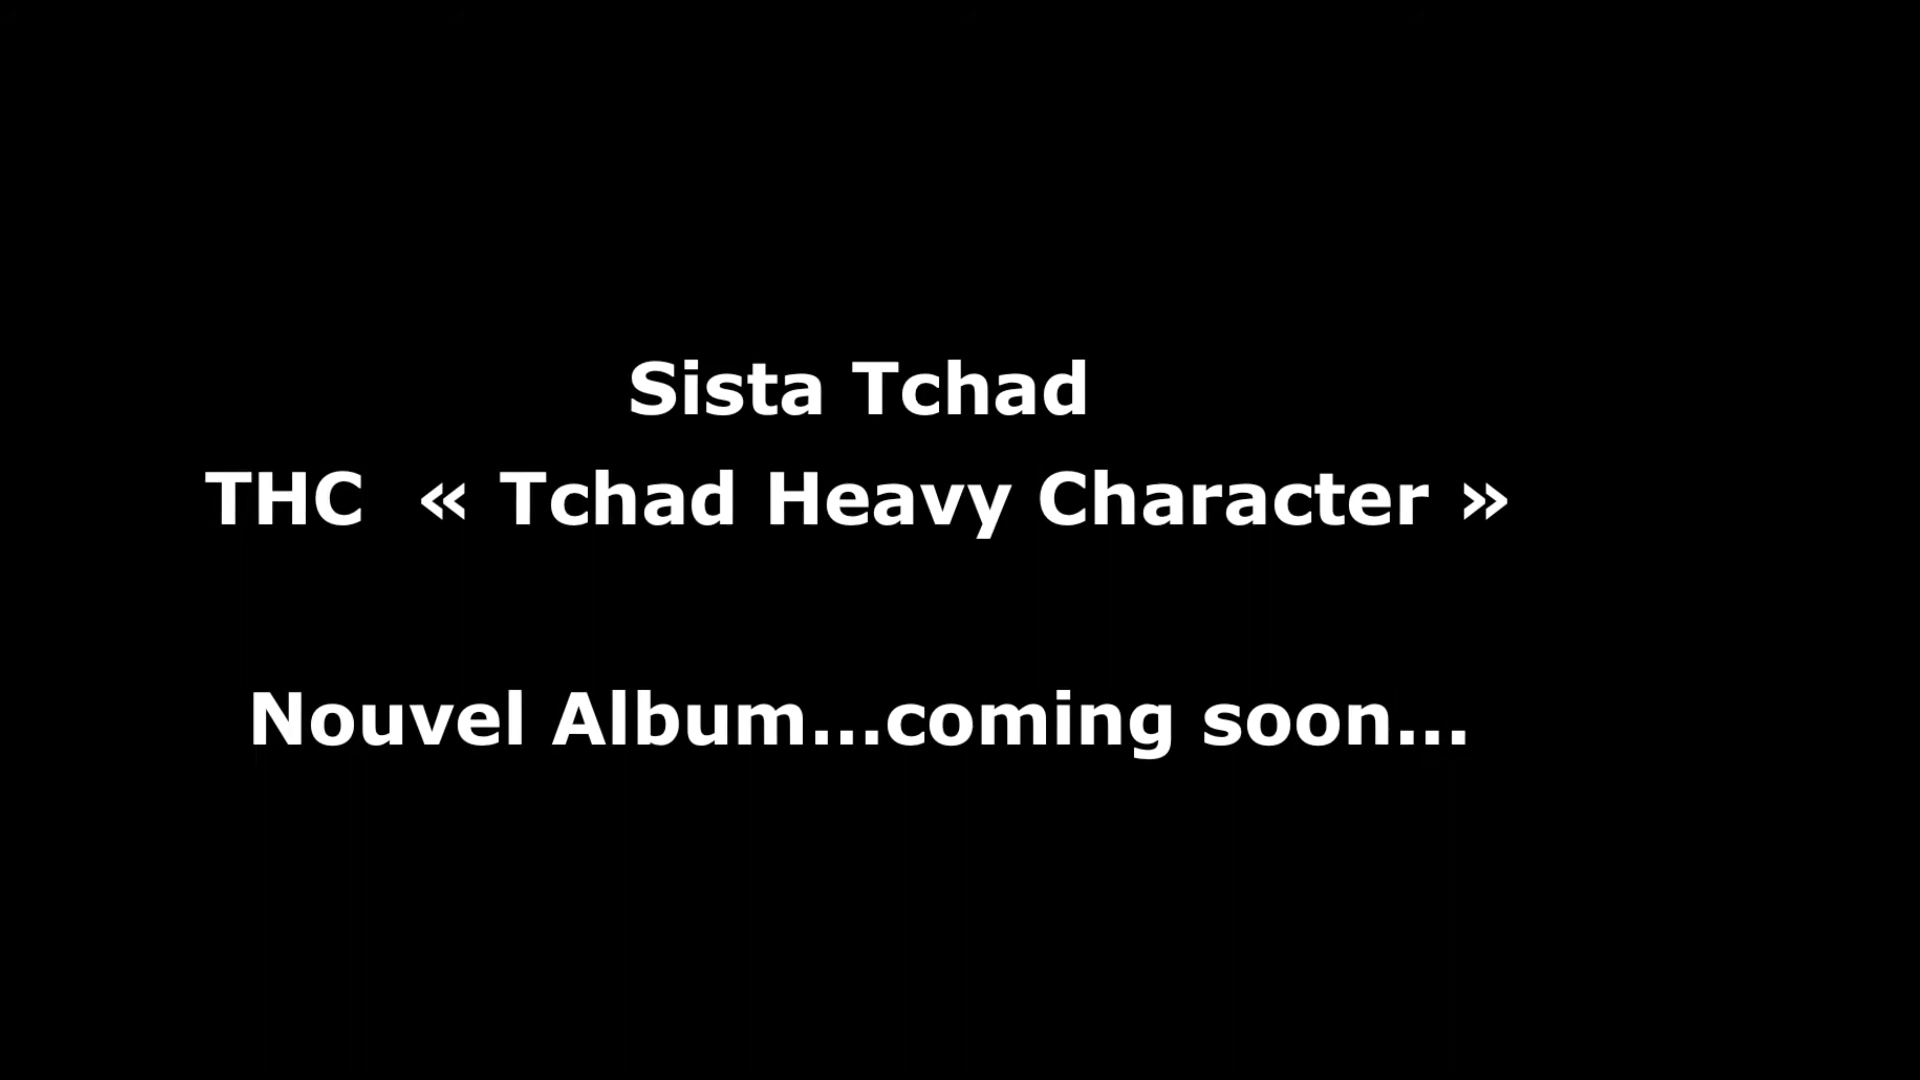 Sista Tchad
THC « Tchad Heavy Character »
Nouvel Album...coming soon...